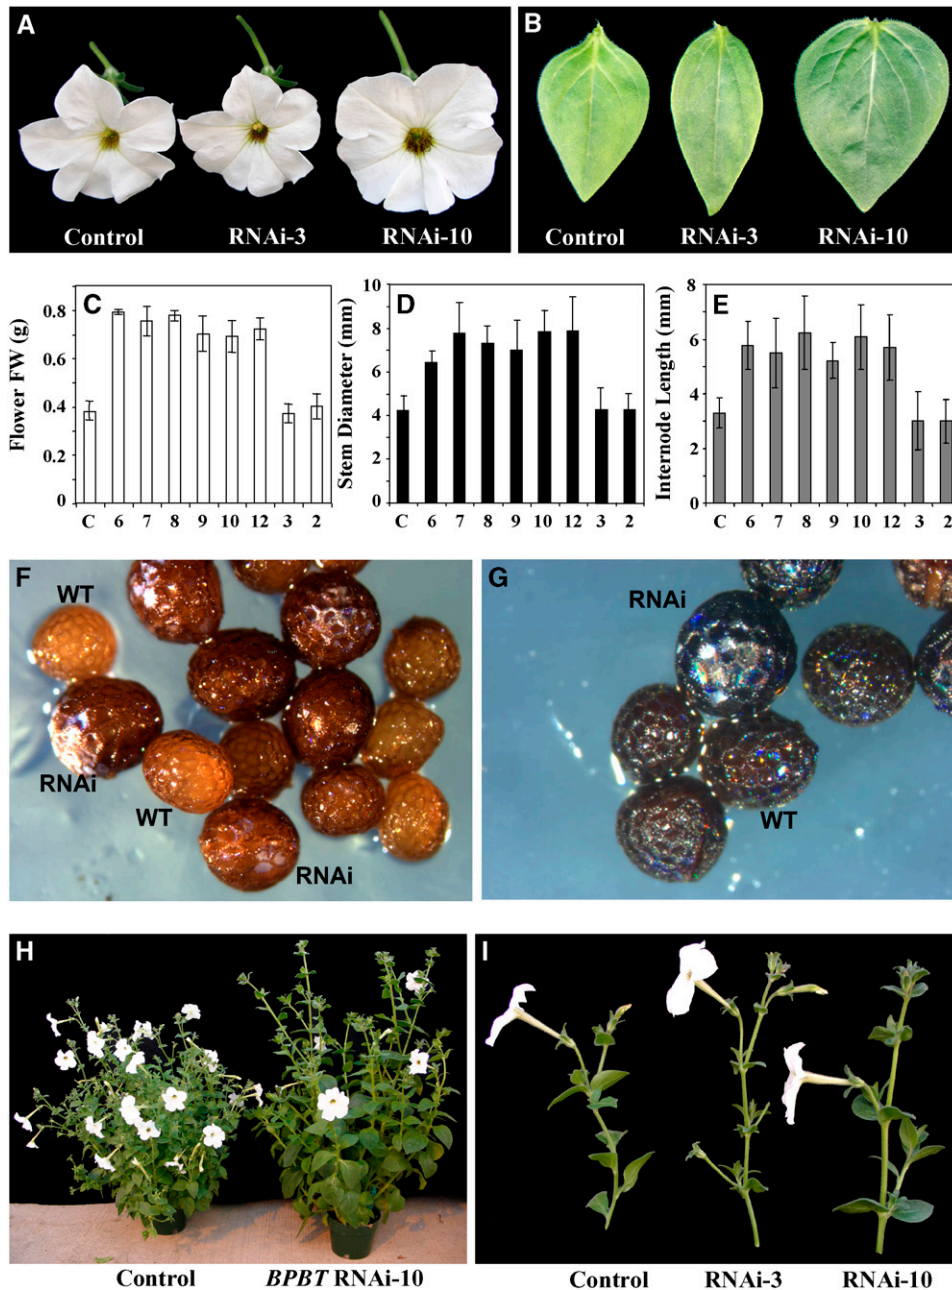 A
Control
RNAi-3
RNAi-10
B
Control
RNAi-3
RNAi-10
C
Flower FW (g)
0.8
0.6
0.4
0.2
0
C 6 7 8 9 10 12 3 2
D
Stem Diameter (mm)
10
8
6
4
2
0
C 6 7 8 9 10 12 3 2
E
Internode Length (mm)
8
6
4
2
0
C 6 7 8 9 10 12 3 2
F
WT
RNAi
WT
RNAi
G
RNAi
WT
H
Control
BPBT RNAi-10
I
Control
RNAi-3
RNAi-10